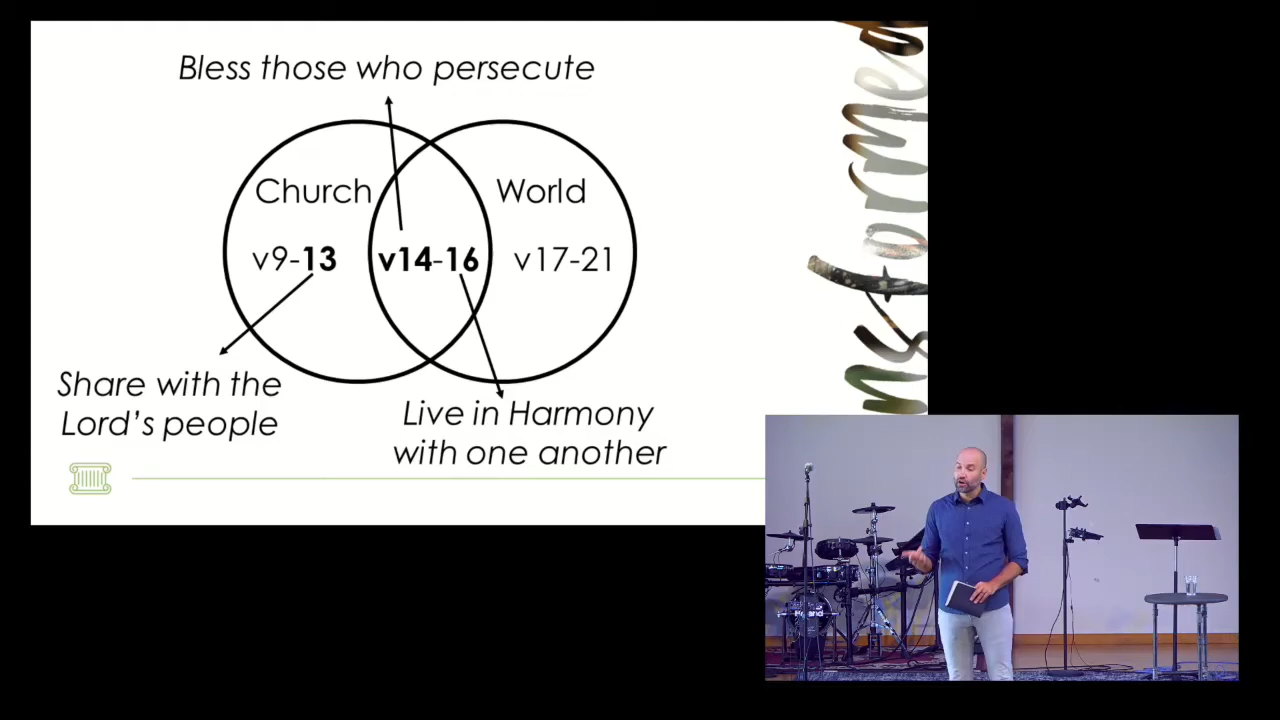 Bless those who persecute
Church
World
v9-13
v14-16
v17-21
Share with the
Lord's people
Live in Harmony
with one another
nsformed